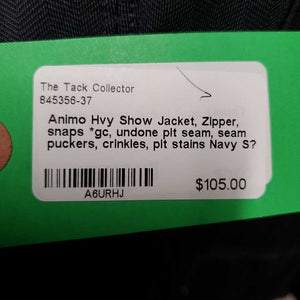 The Tack Collector
845356-37
Animo Hvy Show Jacket, Zipper,
snaps *gc, undone pit seam, seam
puckers, crinkles, pit stains Navy S?
A6URHJ
$105.00